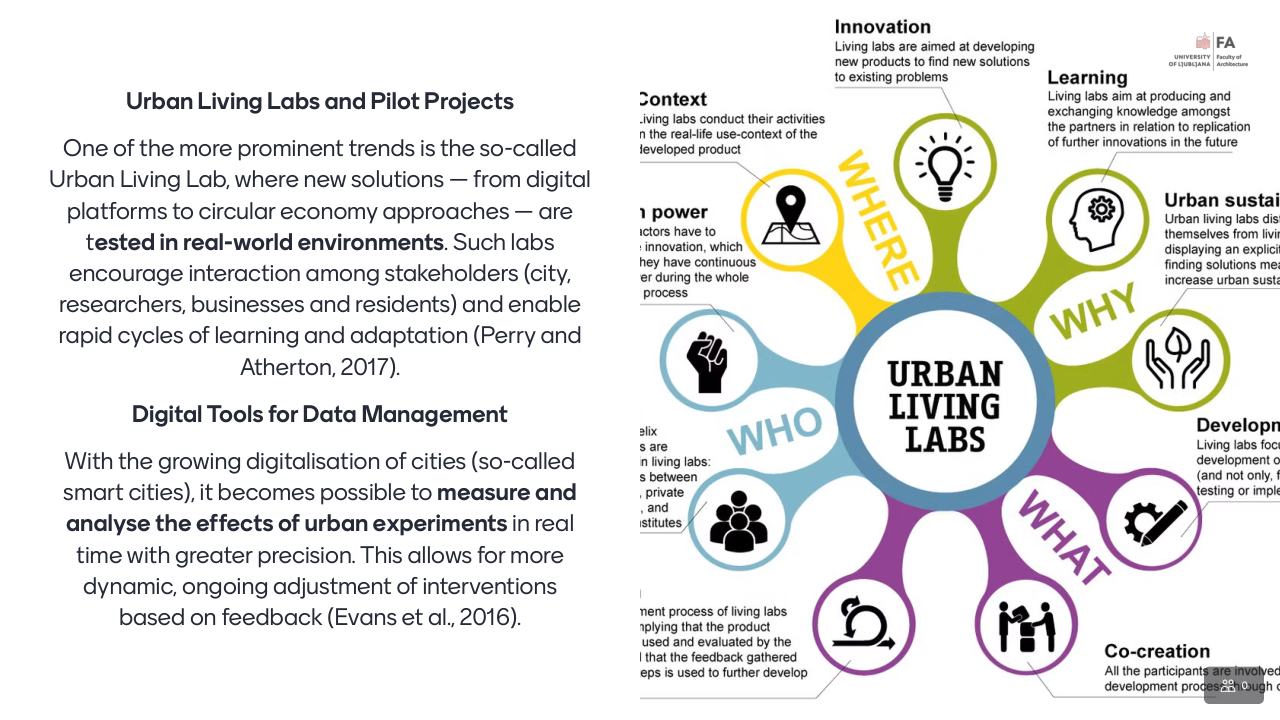 Urban Living Labs and Pilot Projects
One of the more prominent trends is the so-called
Urban Living Lab, where new solutions — from digital
platforms to circular economy approaches — are
tested in real-world environments. Such labs
encourage interaction among stakeholders (city,
researchers, businesses and residents) and enable
rapid cycles of learning and adaptation (Perry and
Atherton, 2017).
Digital Tools for Data Management
With the growing digitalisation of cities (so-called
smart cities), it becomes possible to measure and
analyse the effects of urban experiments in real
time with greater precision. This allows for more
dynamic, ongoing adjustment of interventions
based on feedback (Evans et al., 2016).
Innovation
Living labs are aimed at developing
new products to find new solutions
to existing problems
UNIVERSITY
OF LJUBLJANA
FA
Faculty of
Architecture
Learning
Living labs aim at producing and
exchanging knowledge amongst
the partners in relation to replication
of further innovations in the future
Context
Living labs conduct their activities
in the real-life use-context of the
developed product
WHERE
power
actors have to
innovation, which
they have continuous
during the whole
process
Urban
Urban living labs
themselves from
displaying an
finding solutions
increase urban
WHY
URBAN
LIVING
LABS
WHO
are
in living labs:
between
, private
, and
Living labs
development
(and not only,
testing or
WHAT
process of living labs
that the product
used and evaluated by the
that the feedback gathered
is used to further develop
Co-creation
All the participants are involved
development process through
0